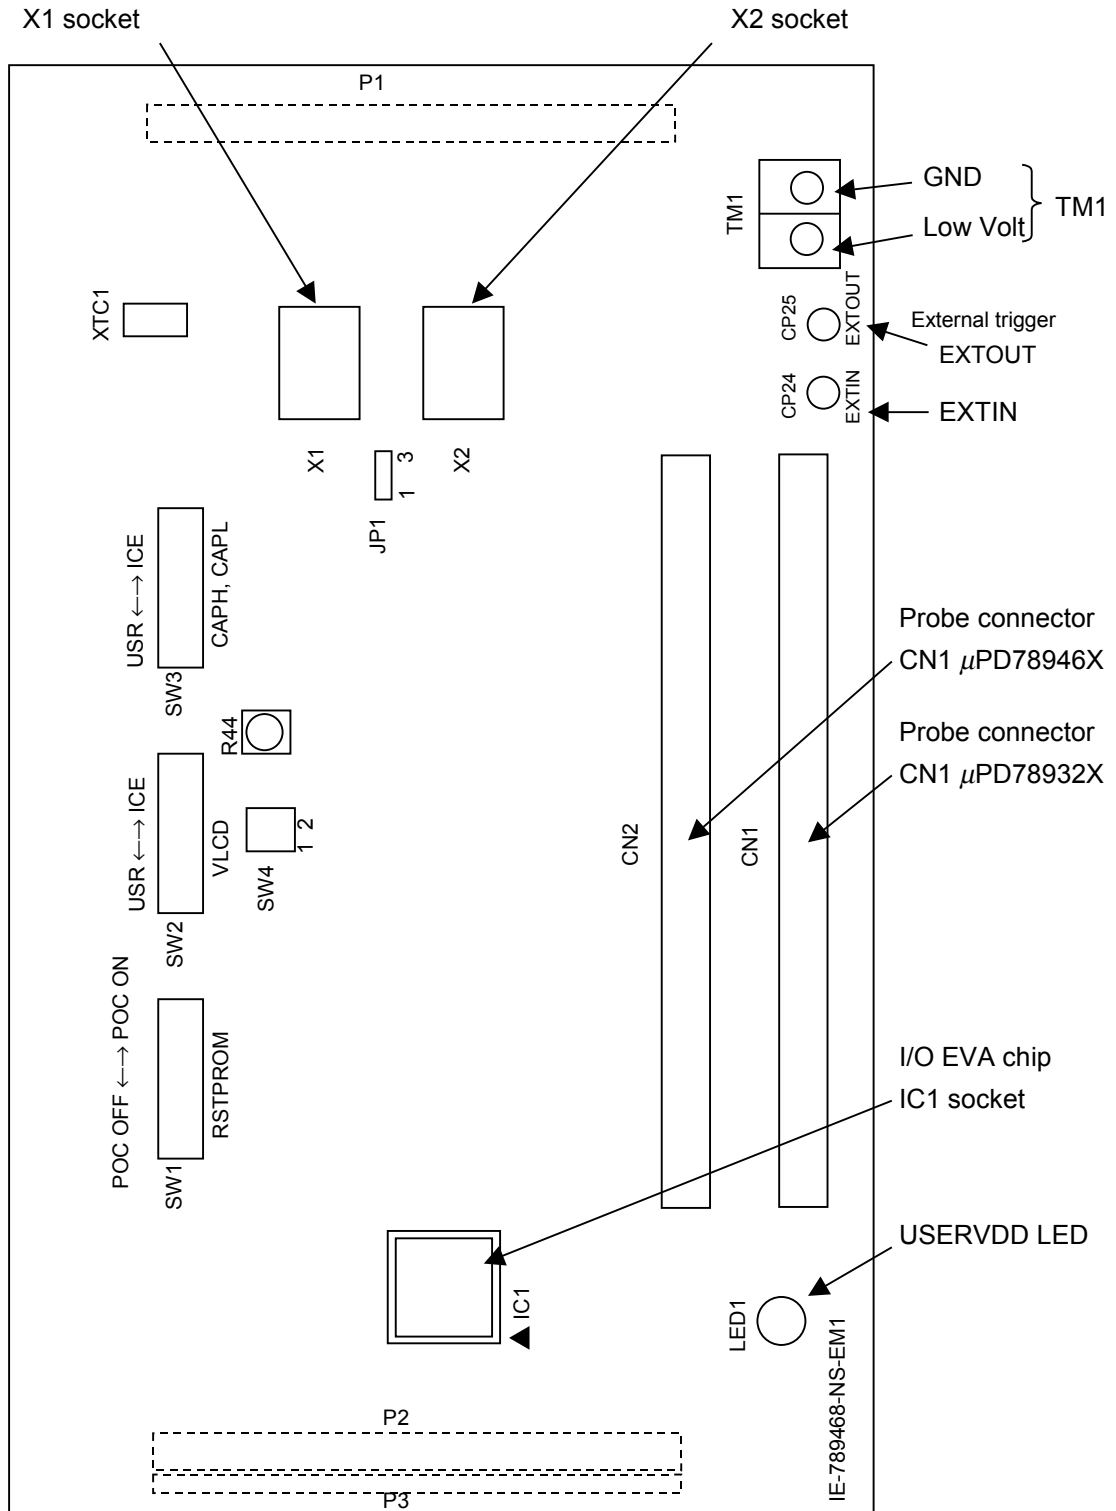 X1 socket
X2 socket
P1
TM1
GND
Low Volt
TM1
XTC1
CP25
EXTOUT
External trigger
EXTOUT
CP24
EXTIN
EXTIN
X1
JP1
1 3
X2
USR ←→ ICE
CAPH, CAPL
SW3
Probe connector
CN1 μPD78946X
R44
Probe connector
CN1 μPD78932X
USR ←→ ICE
VLCD
SW2
1 2
SW4
CN2
CN1
POC OFF ←→ POC ON
RSTPROM
SW1
I/O EVA chip
IC1 socket
USERVDD LED
IC1
LED1
IE-789468-NS-EM1
P2
P3